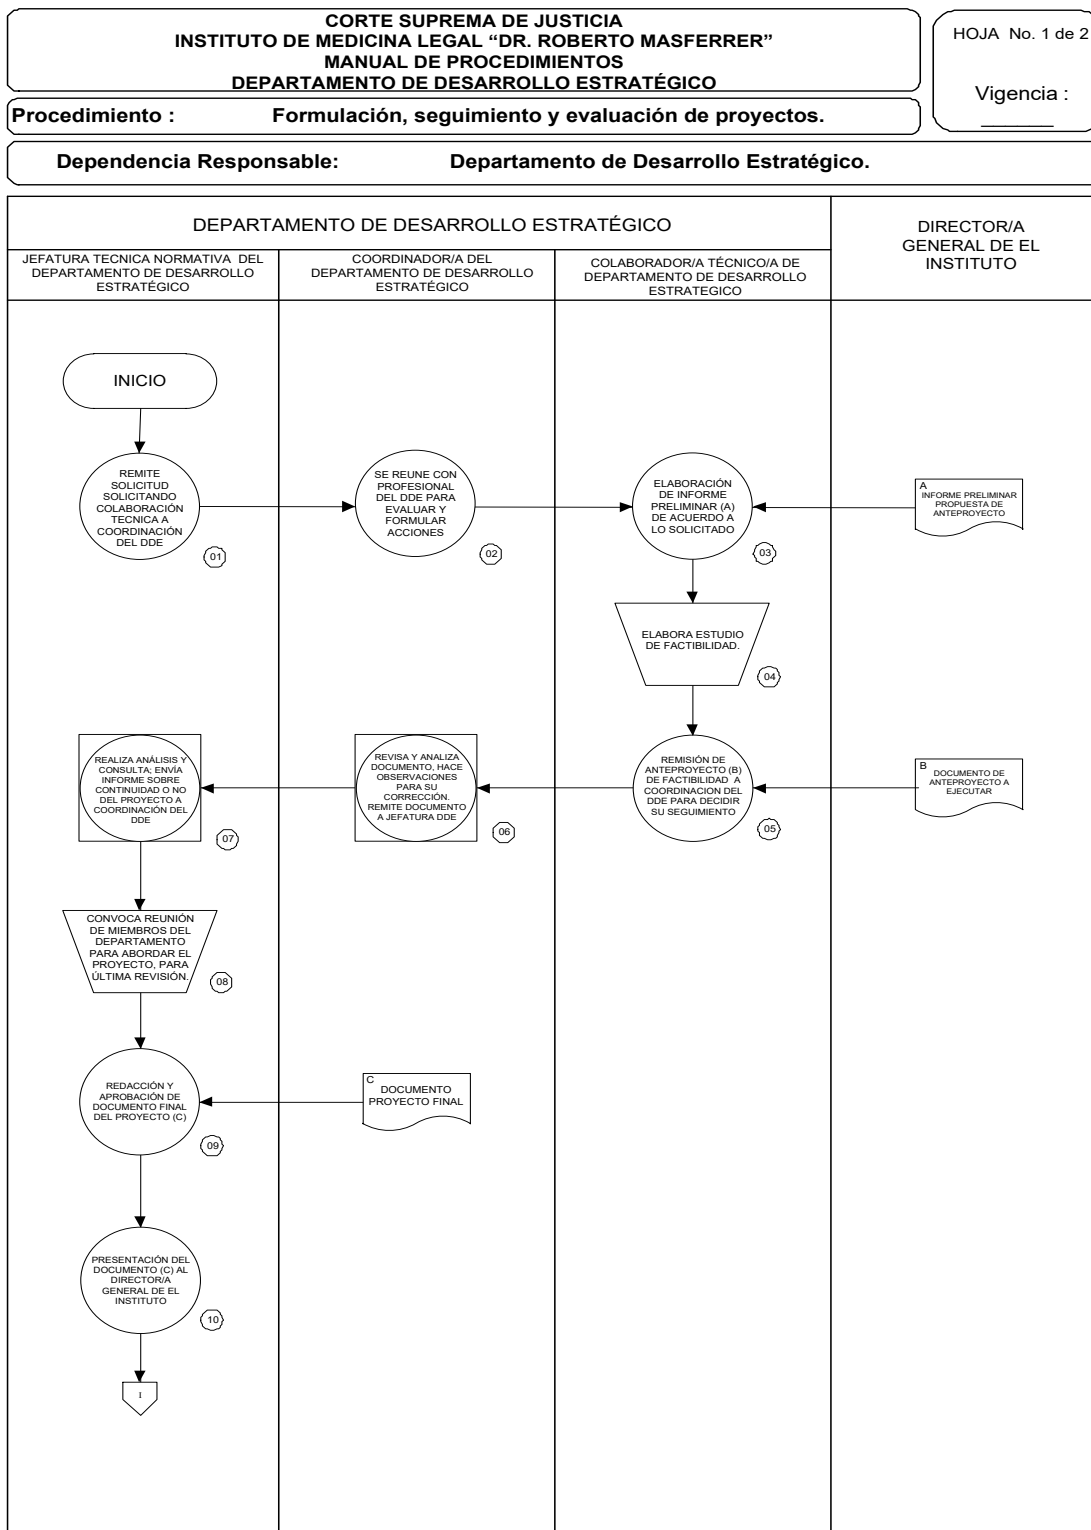 CORTE SUPREMA DE JUSTICIA
INSTITUTO DE MEDICINA LEGAL “DR. ROBERTO MASFERRER”
MANUAL DE PROCEDIMIENTOS
DEPARTAMENTO DE DESARROLLO ESTRATÉGICO
HOJA No. 1 de 2
Vigencia :
Procedimiento : Formulación, seguimiento y evaluación de proyectos.
Dependencia Responsable: Departamento de Desarrollo Estratégico.
DEPARTAMENTO DE DESARROLLO ESTRATÉGICO
DIRECTOR/A
GENERAL DE EL
INSTITUTO
JEFATURA TECNICA NORMATIVA DEL
DEPARTAMENTO DE DESARROLLO
ESTRATÉGICO
COORDINADOR/A DEL
DEPARTAMENTO DE DESARROLLO
ESTRATÉGICO
COLABORADOR/A TÉCNICO/A DE
DEPARTAMENTO DE DESARROLLO
ESTRATEGICO
INICIO
REMITE
SOLICITUD
SOLICITANDO
COLABORACIÓN
TECNICA A
COORDINACIÓN
DEL DDE
01
SE REUNE CON
PROFESIONAL
DEL DDE PARA
EVALUAR Y
FORMULAR
ACCIONES
02
ELABORACIÓN
DE INFORME
PRELIMINAR (A)
DE ACUERDO A
LO SOLICITADO
03
A
INFORME PRELIMINAR
PROPUESTA DE
ANTEPROYECTO
ELABORA ESTUDIO
DE FACTIBILIDAD.
04
REALIZA ANÁLISIS Y
CONSULTA; ENVÍA
INFORME SOBRE
CONTINUIDAD O NO
DEL PROYECTO A
COORDINACIÓN DEL
DDE
07
REVISA Y ANALIZA
DOCUMENTO, HACE
OBSERVACIONES
PARA SU
CORRECCIÓN.
REMITE DOCUMENTO
A JEFATURA DDE
06
REMISIÓN DE
ANTEPROYECTO (B)
DE FACTIBILIDAD A
COORDINACION DEL
DDE PARA DECIDIR
SU SEGUIMIENTO
05
B
DOCUMENTO DE
ANTEPROYECTO A
EJECUTAR
CONVOCA REUNIÓN
DE MIEMBROS DEL
DEPARTAMENTO
PARA ABORDAR EL
PROYECTO, PARA
ÚLTIMA REVISIÓN.
08
REDACCIÓN Y
APROBACIÓN DE
DOCUMENTO FINAL
DEL PROYECTO (C)
09
C
DOCUMENTO
PROYECTO FINAL
PRESENTACIÓN DEL
DOCUMENTO (C) AL
DIRECTOR/A
GENERAL DE EL
INSTITUTO
10
I